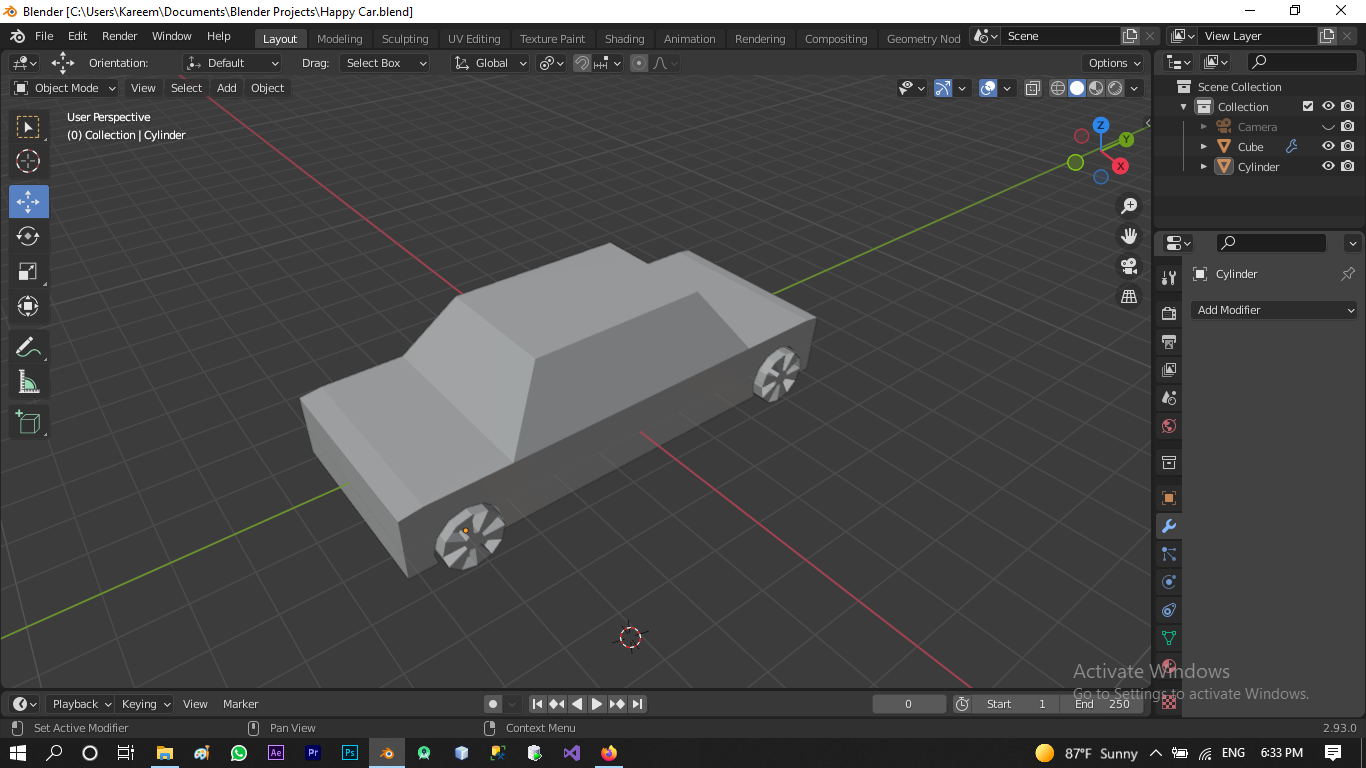 Blender [C:\Users\Kareem\Documents\Blender Projects\Happy Car.blend]
File Edit Render Window Help Layout Modeling Sculpting UV Editing Texture Paint Shading Animation Rendering Compositing Geometry Nod Scene View Layer
Orientation: Default Drag: Select Box Global Options
Object Mode View Select Add Object
User Perspective
(0) Collection | Cylinder
Z
Y
X
Scene Collection
Collection
Camera
Cube
Cylinder
Cylinder
Add Modifier
Activate Windows
Go to Settings to activate Windows.
Playback Keying View Marker 0 Start 1 End 250
Set Active Modifier Pan View Context Menu 2.93.0
Ae Pr Ps 87°F Sunny ENG 6:33 PM